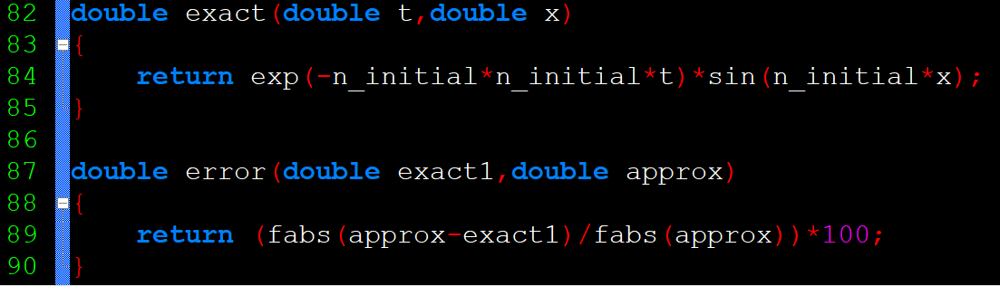 82 double exact(double t,double x)
83 {
84     return exp(-n_initial*n_initial*t)*sin(n_initial*x);
85 }
86
87 double error(double exact1,double approx)
88 {
89     return (fabs(approx-exact1)/fabs(approx))*100;
90 }